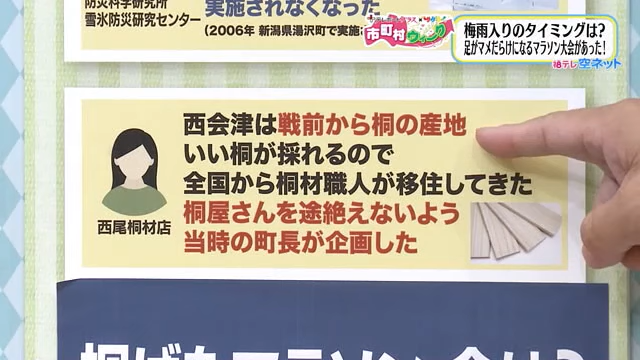 防災科学研究所
雪氷防災研究センター
実施されなくなった
(2006年 新潟県湯沢町で実施
市町村
梅雨入りのタイミングは?
足がマメだらけになるマラソン大会があった!
福テレ空ネット
西会津は戦前から桐の産地
いい桐が採れるので
全国から桐材職人が移住してきた
桐屋さんを途絶えないよう
当時の町長が企画した
西尾桐材店